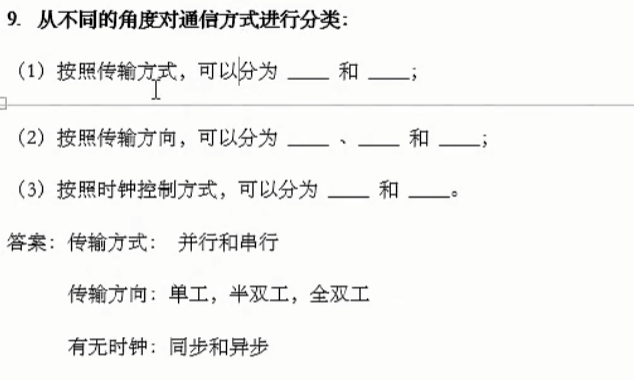 9. 从不同的角度对通信方式进行分类：
（1）按照传输方式，可以分为 ____ 和 ____；
（2）按照传输方向，可以分为 ____ 、 ____ 和 ____；
（3）按照时钟控制方式，可以分为 ____ 和 ____。
答案：传输方式： 并行和串行
传输方向：单工，半双工，全双工
有无时钟：同步和异步